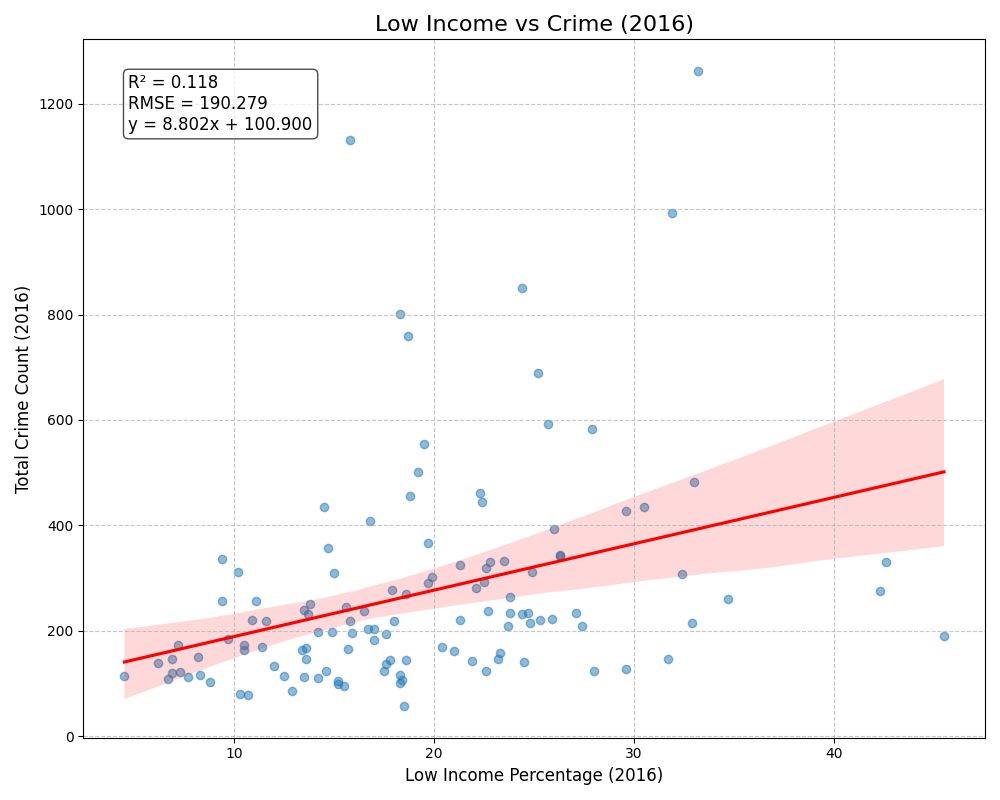 Low Income vs Crime (2016)
R² = 0.118
RMSE = 190.279
y = 8.802x + 100.900
Total Crime Count (2016)
1200
1000
800
600
400
200
0
10
20
30
40
Low Income Percentage (2016)